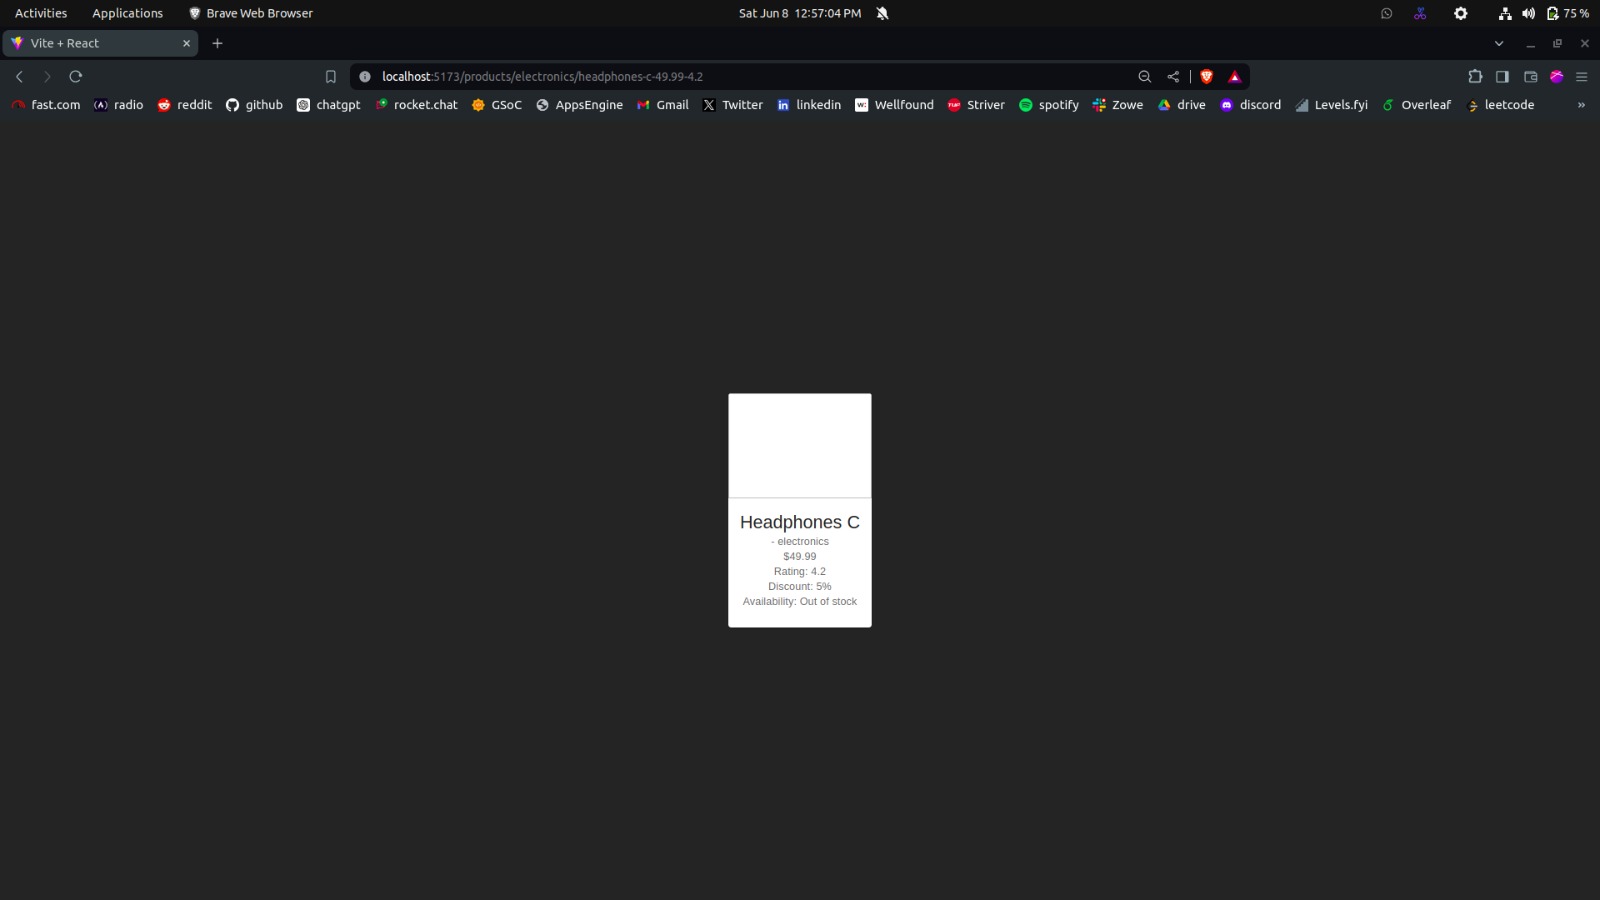 Activities Applications Brave Web Browser Sat Jun 8 12:57:04 PM 75 %
Vite + React
localhost:5173/products/electronics/headphones-c-49.99-4.2
fast.com radio reddit github chatgpt rocket.chat GSoC AppsEngine Gmail Twitter linkedin Wellfound Striver spotify Zowe drive discord Levels.fyi Overleaf leetcode »
Headphones C
- electronics
$49.99
Rating: 4.2
Discount: 5%
Availability: Out of stock